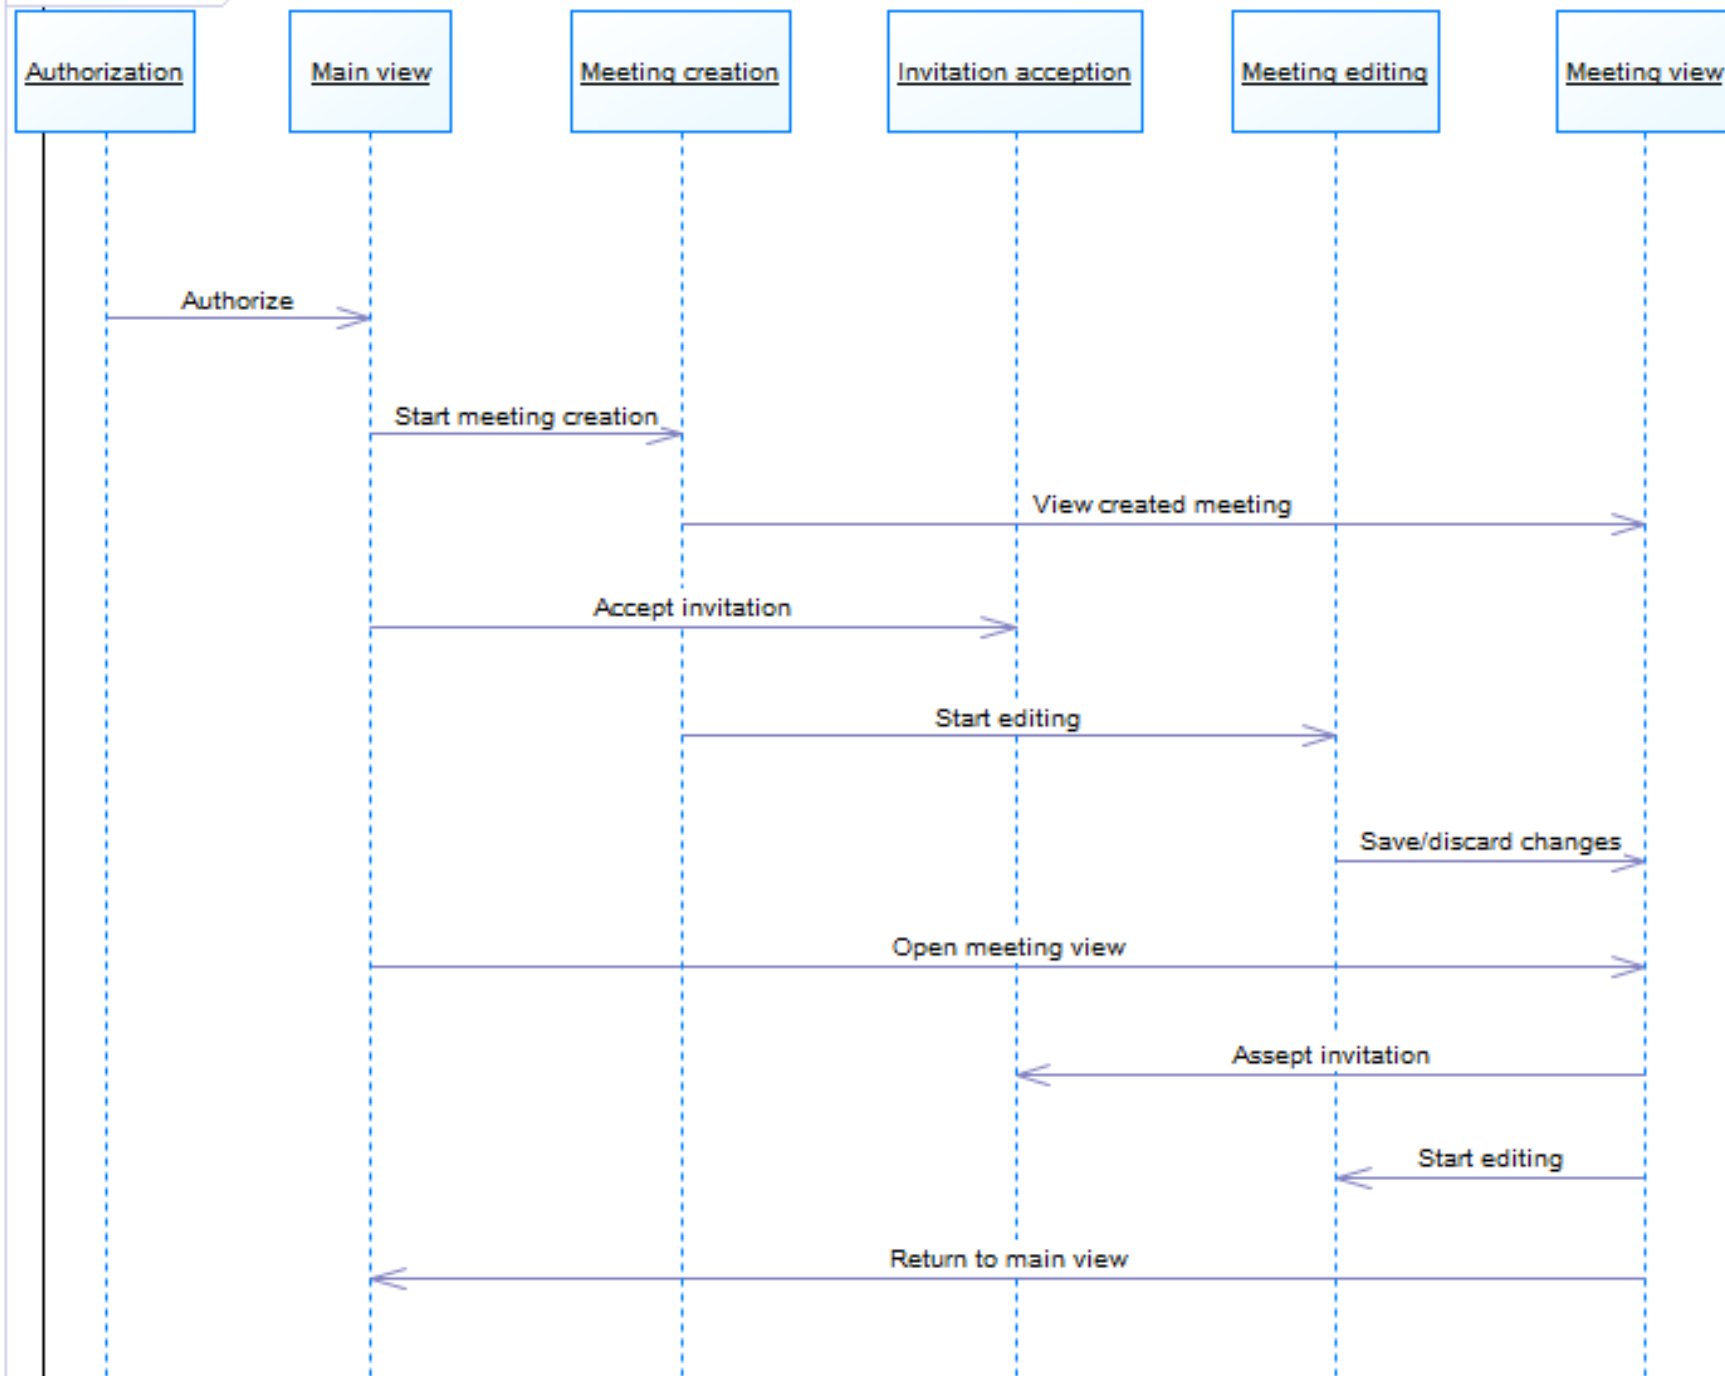 Authorization
Main view
Meeting creation
Invitation acception
Meeting editing
Meeting view
Authorize
Start meeting creation
View created meeting
Accept invitation
Start editing
Save/discard changes
Open meeting view
Assept invitation
Start editing
Return to main view